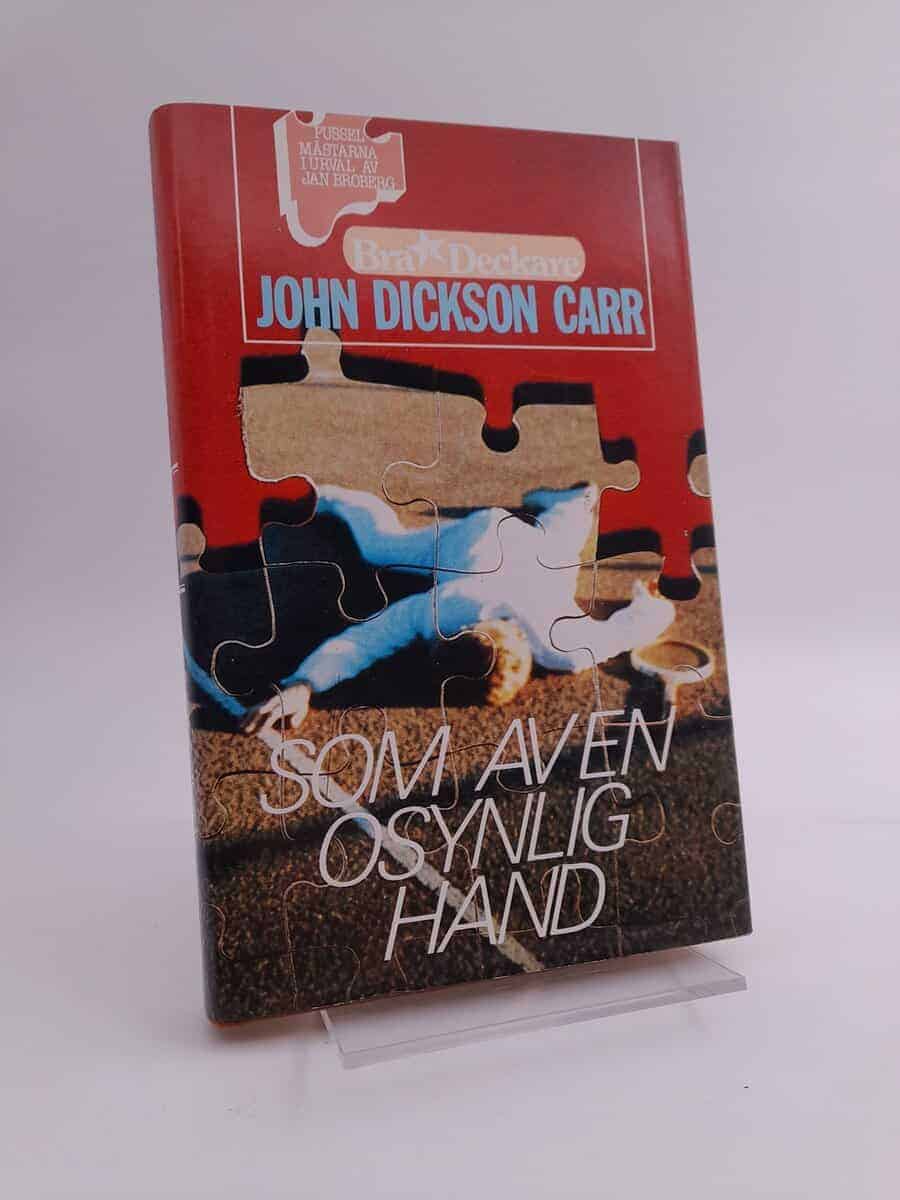 PUSSEL
MÄSTARNA
I URVAL AV
JAN BROBERG
Bra Deckare
JOHN DICKSON CARR
SOM AV EN
OSYNLIG
HAND